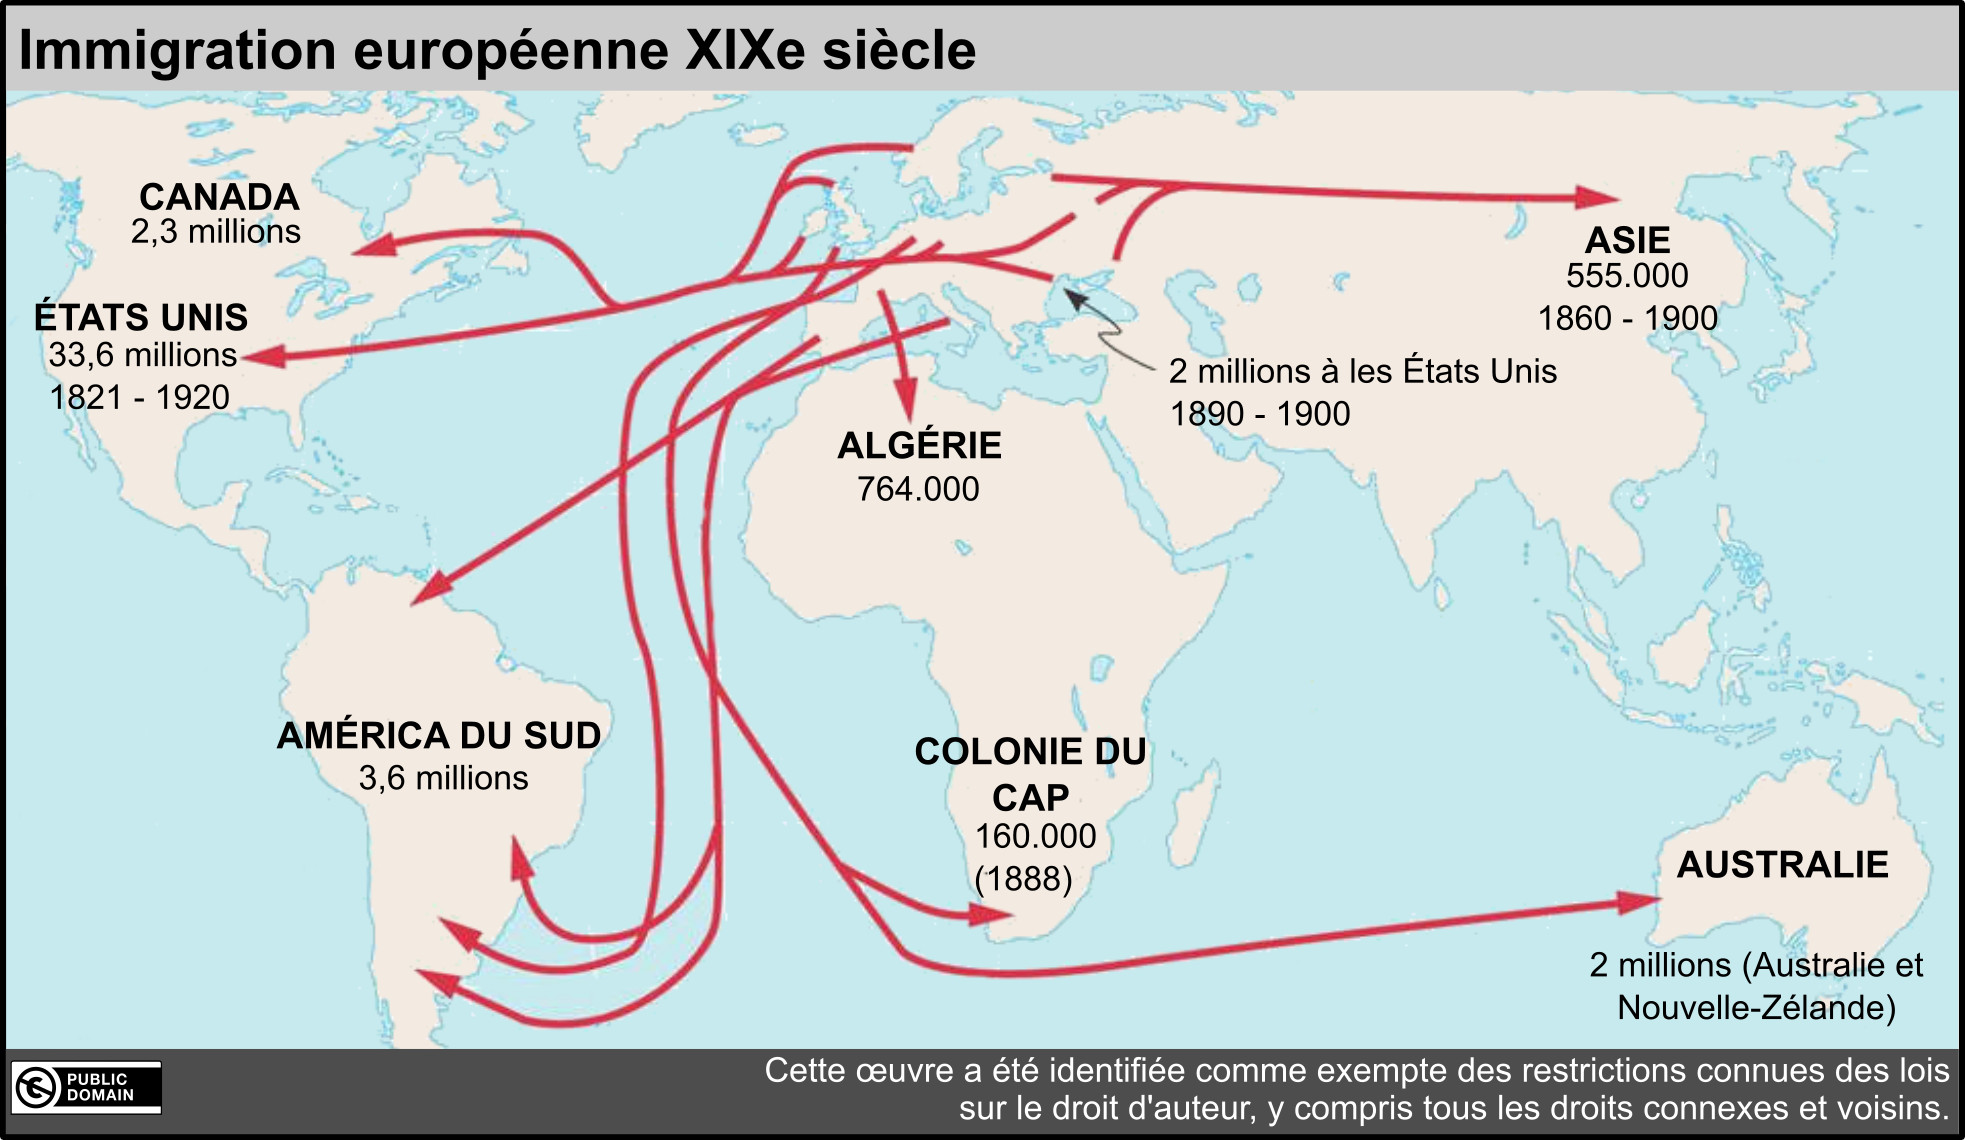 Immigration européenne XIXe siècle
CANADA
2,3 millions
ÉTATS UNIS
33,6 millions
1821 - 1920
ASIE
555.000
1860 - 1900
2 millions à les États Unis
1890 - 1900
ALGÉRIE
764.000
AMÉRICA DU SUD
3,6 millions
COLONIE DU
CAP
160.000
(1888)
AUSTRALIE
2 millions (Australie et
Nouvelle-Zélande)
PUBLIC
DOMAIN
Cette œuvre a été identifiée comme exempte des restrictions connues des lois
sur le droit d'auteur, y compris tous les droits connexes et voisins.